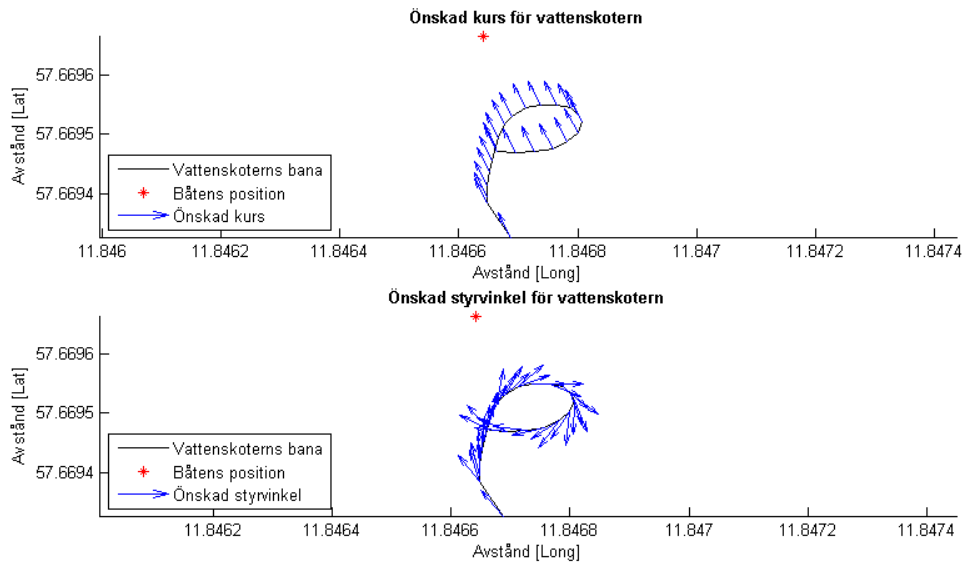 Önskad kurs för vattenskotern
57.6696
57.6695
57.6694
Avstånd [Lat]
Vattenskoterns bana
Båtens position
Önskad kurs
11.846 11.8462 11.8464 11.8466 11.8468 11.847 11.8472 11.8474
Avstånd [Long]
Önskad styrvinkel för vattenskotern
57.6696
57.6695
57.6694
Avstånd [Lat]
Vattenskoterns bana
Båtens position
Önskad styrvinkel
11.8462 11.8464 11.8466 11.8468 11.847 11.8472 11.8474
Avstånd [Long]